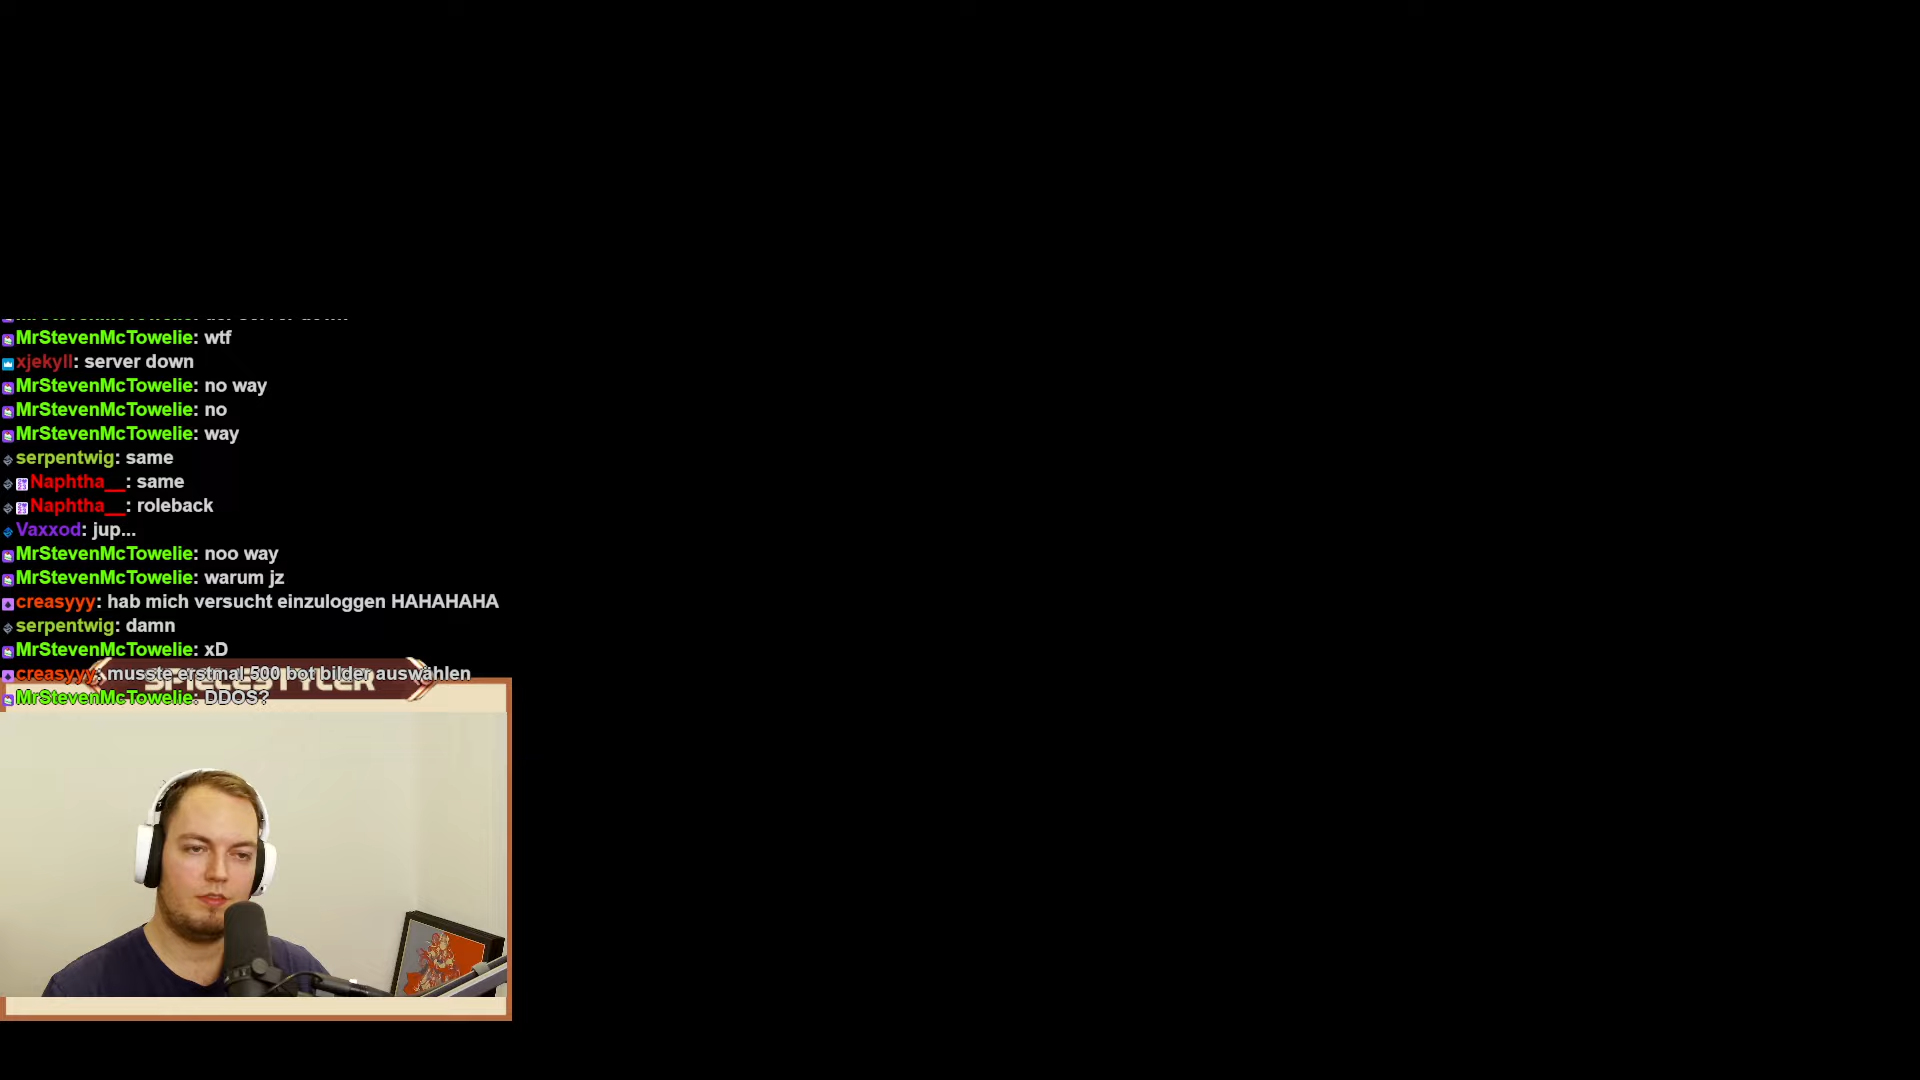 MrStevenMcTowelie: wtf
xjekyll: server down
MrStevenMcTowelie: no way
MrStevenMcTowelie: no
MrStevenMcTowelie: way
serpentwig: same
Naphtha__: same
Naphtha__: roleback
Vaxxod: jup...
MrStevenMcTowelie: noo way
MrStevenMcTowelie: warum jz
creasyyy: hab mich versucht einzuloggen HAHAHAHA
serpentwig: damn
MrStevenMcTowelie: xD
creasyyy: musste erstmal 500 bot bilder auswählen
SPIELESTYLER
MrStevenMcTowelie: DDOS?